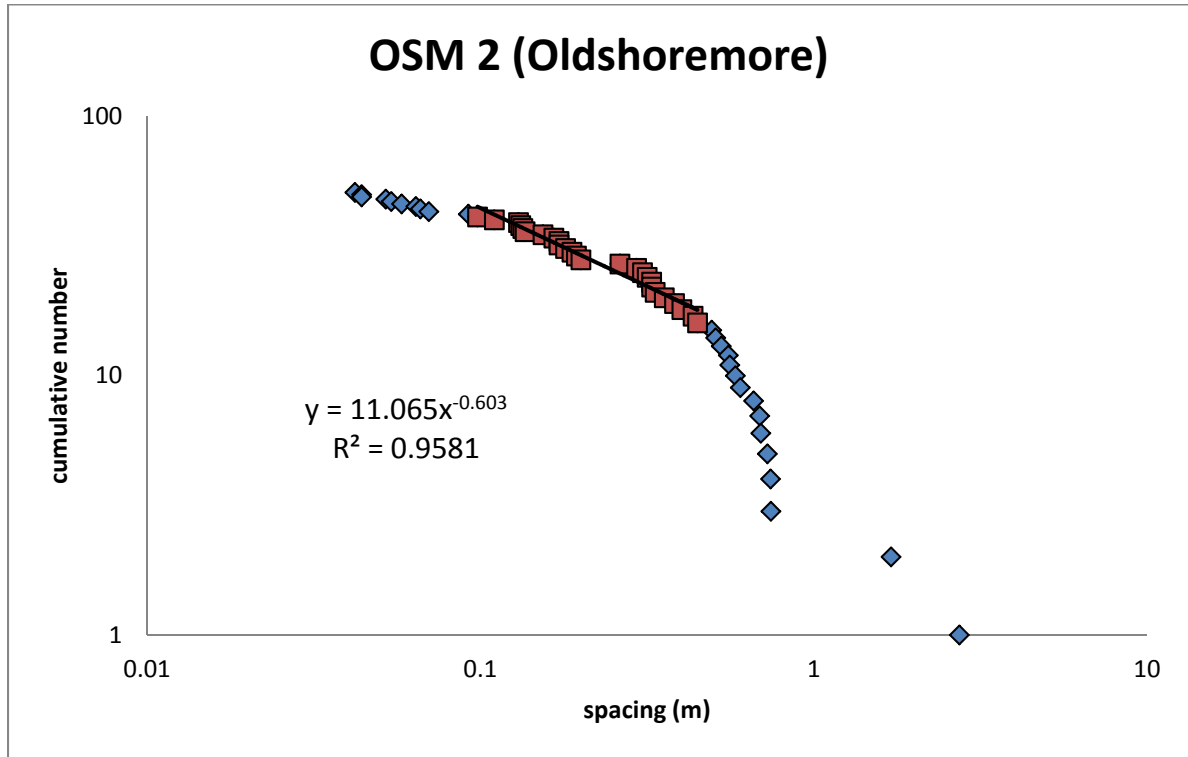 OSM 2 (Oldshoremore)
100
10
1
cumulative number
y = 11.065x^-0.603
R² = 0.9581
0.01 0.1 1 10
spacing (m)